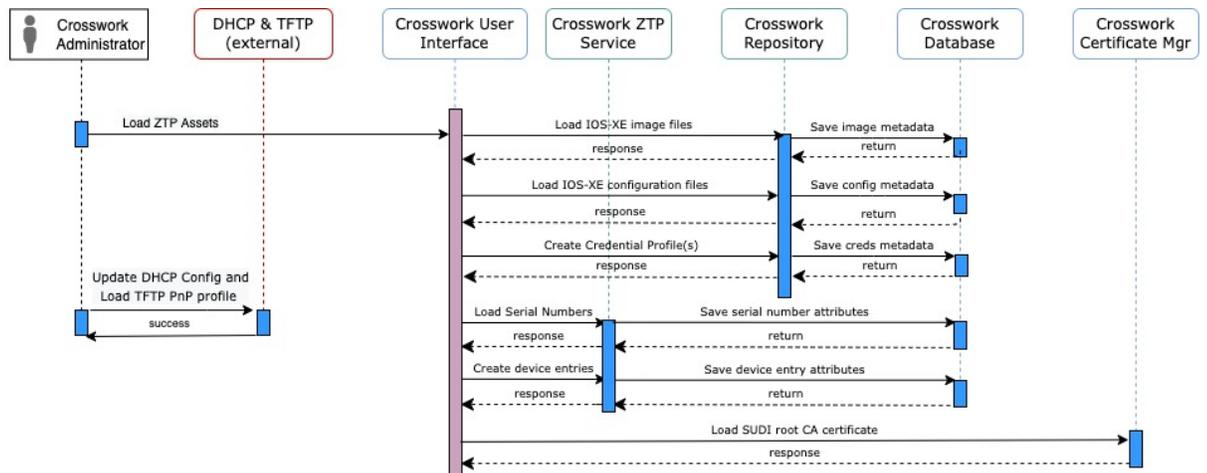 Crosswork
Administrator
DHCP & TFTP
(external)
Crosswork User
Interface
Crosswork ZTP
Service
Crosswork
Repository
Crosswork
Database
Crosswork
Certificate Mgr
Load ZTP Assets
Load IOS-XE image files
Save image metadata
response
return
Load IOS-XE configuration files
Save config metadata
response
return
Create Credential Profile(s)
Save creds metadata
response
return
Update DHCP Config and
Load TFTP PnP profile
success
Load Serial Numbers
Save serial number attributes
response
return
Create device entries
Save device entry attributes
response
return
Load SUDI root CA certificate
response